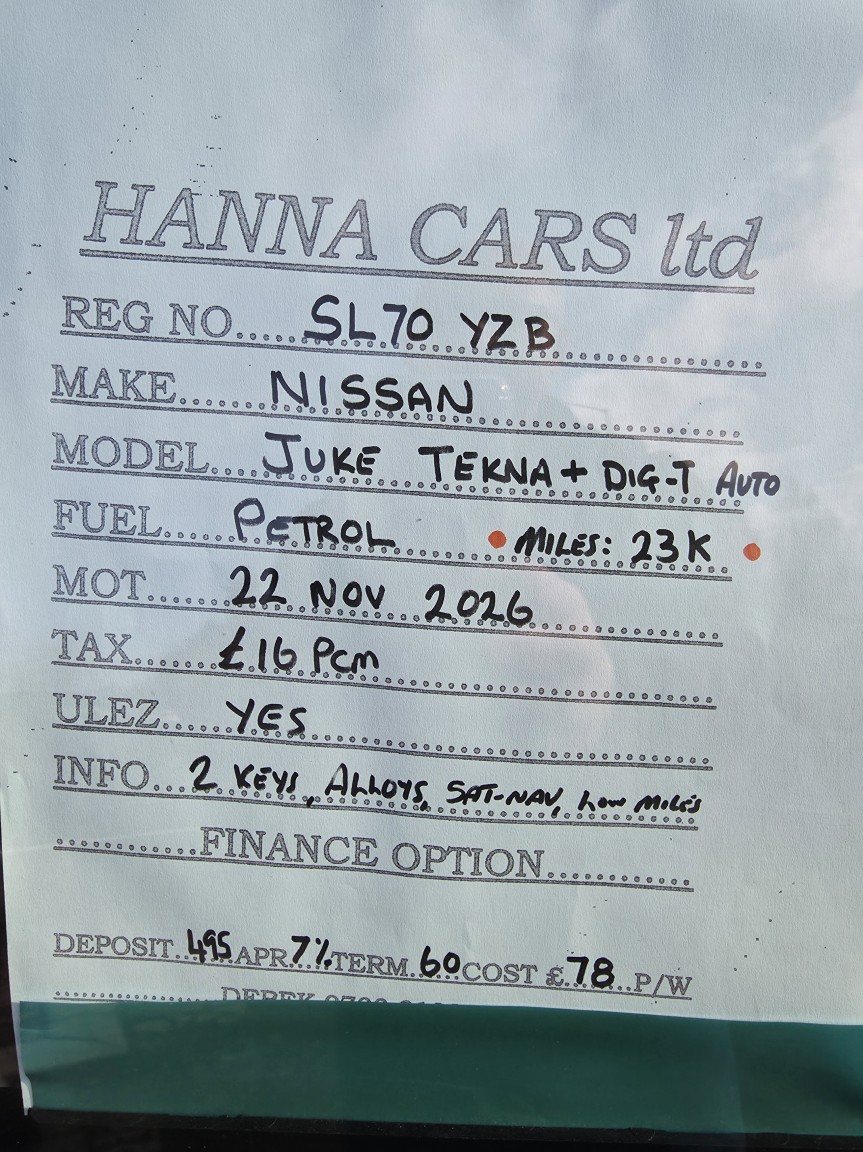 HANNA CARS ltd
REG NO.... SL70 YZB
MAKE..... NISSAN
MODEL.... JUKE TEKNA + DIG-T AUTO
FUEL..... PETROL MILES: 23K
MOT...... 22 NOV 2026
TAX...... £16 Pcm
ULEZ..... YES
INFO... 2 KEYS, ALLOYS, SAT-NAV, Low MILES
..........FINANCE OPTION..........
DEPOSIT..495 APR.7%.TERM.60 COST £.78..P/W
DEREK